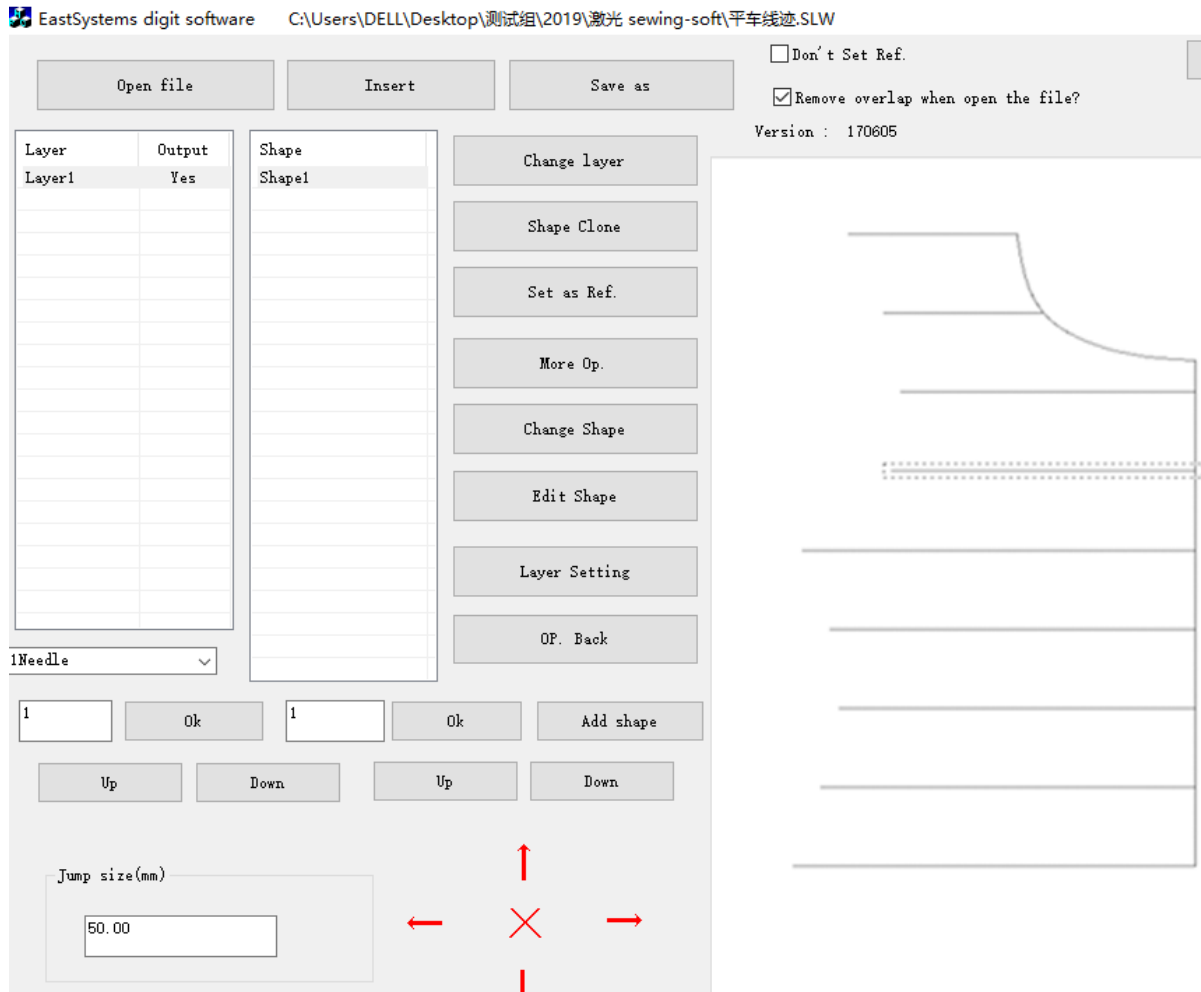 EastSystems digit software C:\Users\DELL\Desktop\测试组\2019\激光 sewing-soft\平车线迹.SLW
Don't Set Ref.
Open file Insert Save as
Remove overlap when open the file?
Version : 170605
Layer Output Shape
Layer1 Yes Shape1
Change layer
Shape Clone
Set as Ref.
More Op.
Change Shape
Edit Shape
Layer Setting
OP. Back
1Needle
1 Ok 1 Ok Add shape
Up Down Up Down
Jump size(mm)
50.00